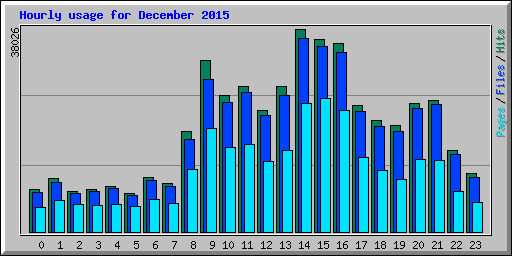 Hourly usage for December 2015
38026
Pages / Files / Hits
0 1 2 3 4 5 6 7 8 9 10 11 12 13 14 15 16 17 18 19 20 21 22 23